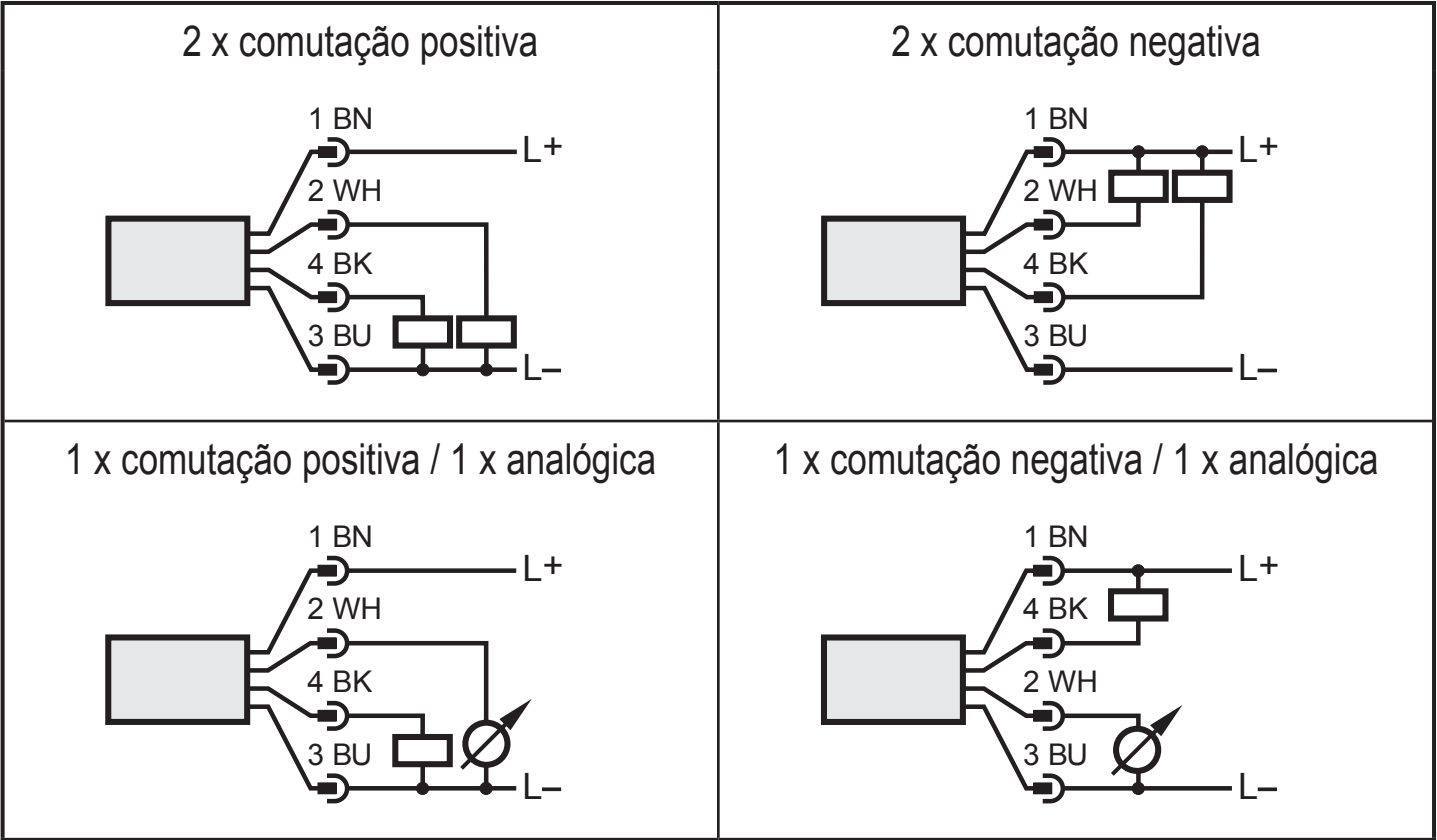 2 x comutação positiva
1 BN
L+
2 WH
4 BK
3 BU
L–
2 x comutação negativa
1 BN
L+
2 WH
4 BK
3 BU
L–
1 x comutação positiva / 1 x analógica
1 BN
L+
2 WH
4 BK
3 BU
L–
1 x comutação negativa / 1 x analógica
1 BN
L+
4 BK
2 WH
3 BU
L–